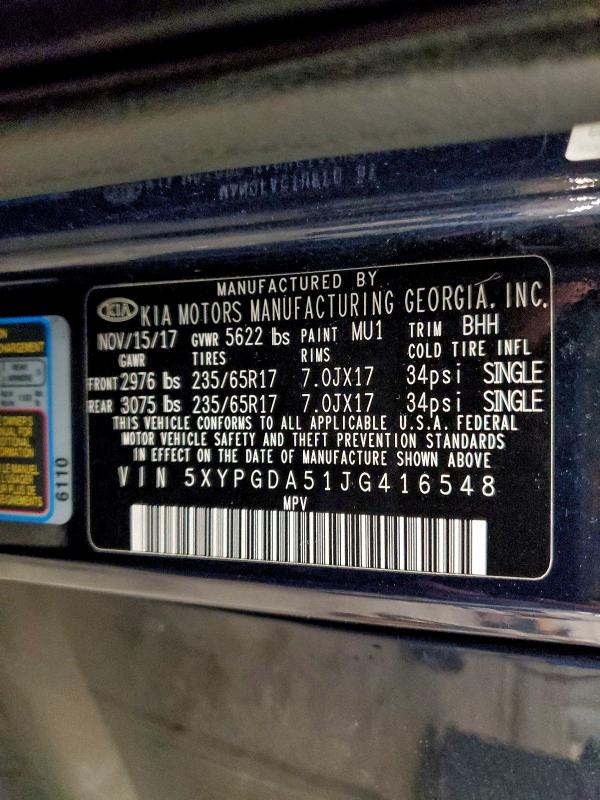 MANUFACTURED BY
KIA KIA MOTORS MANUFACTURING GEORGIA, INC.
NOV/15/17 GVWR 5622 lbs PAINT MU1 TRIM BHH
GAWR TIRES RIMS COLD TIRE INFL
FRONT 2976 lbs 235/65R17 7.0JX17 34psi SINGLE
REAR 3075 lbs 235/65R17 7.0JX17 34psi SINGLE
THIS VEHICLE CONFORMS TO ALL APPLICABLE U.S.A. FEDERAL
MOTOR VEHICLE SAFETY AND THEFT PREVENTION STANDARDS
IN EFFECT ON THE DATE OF MANUFACTURE SHOWN ABOVE
VIN 5XYPGDA51JG416548
MPV
6110